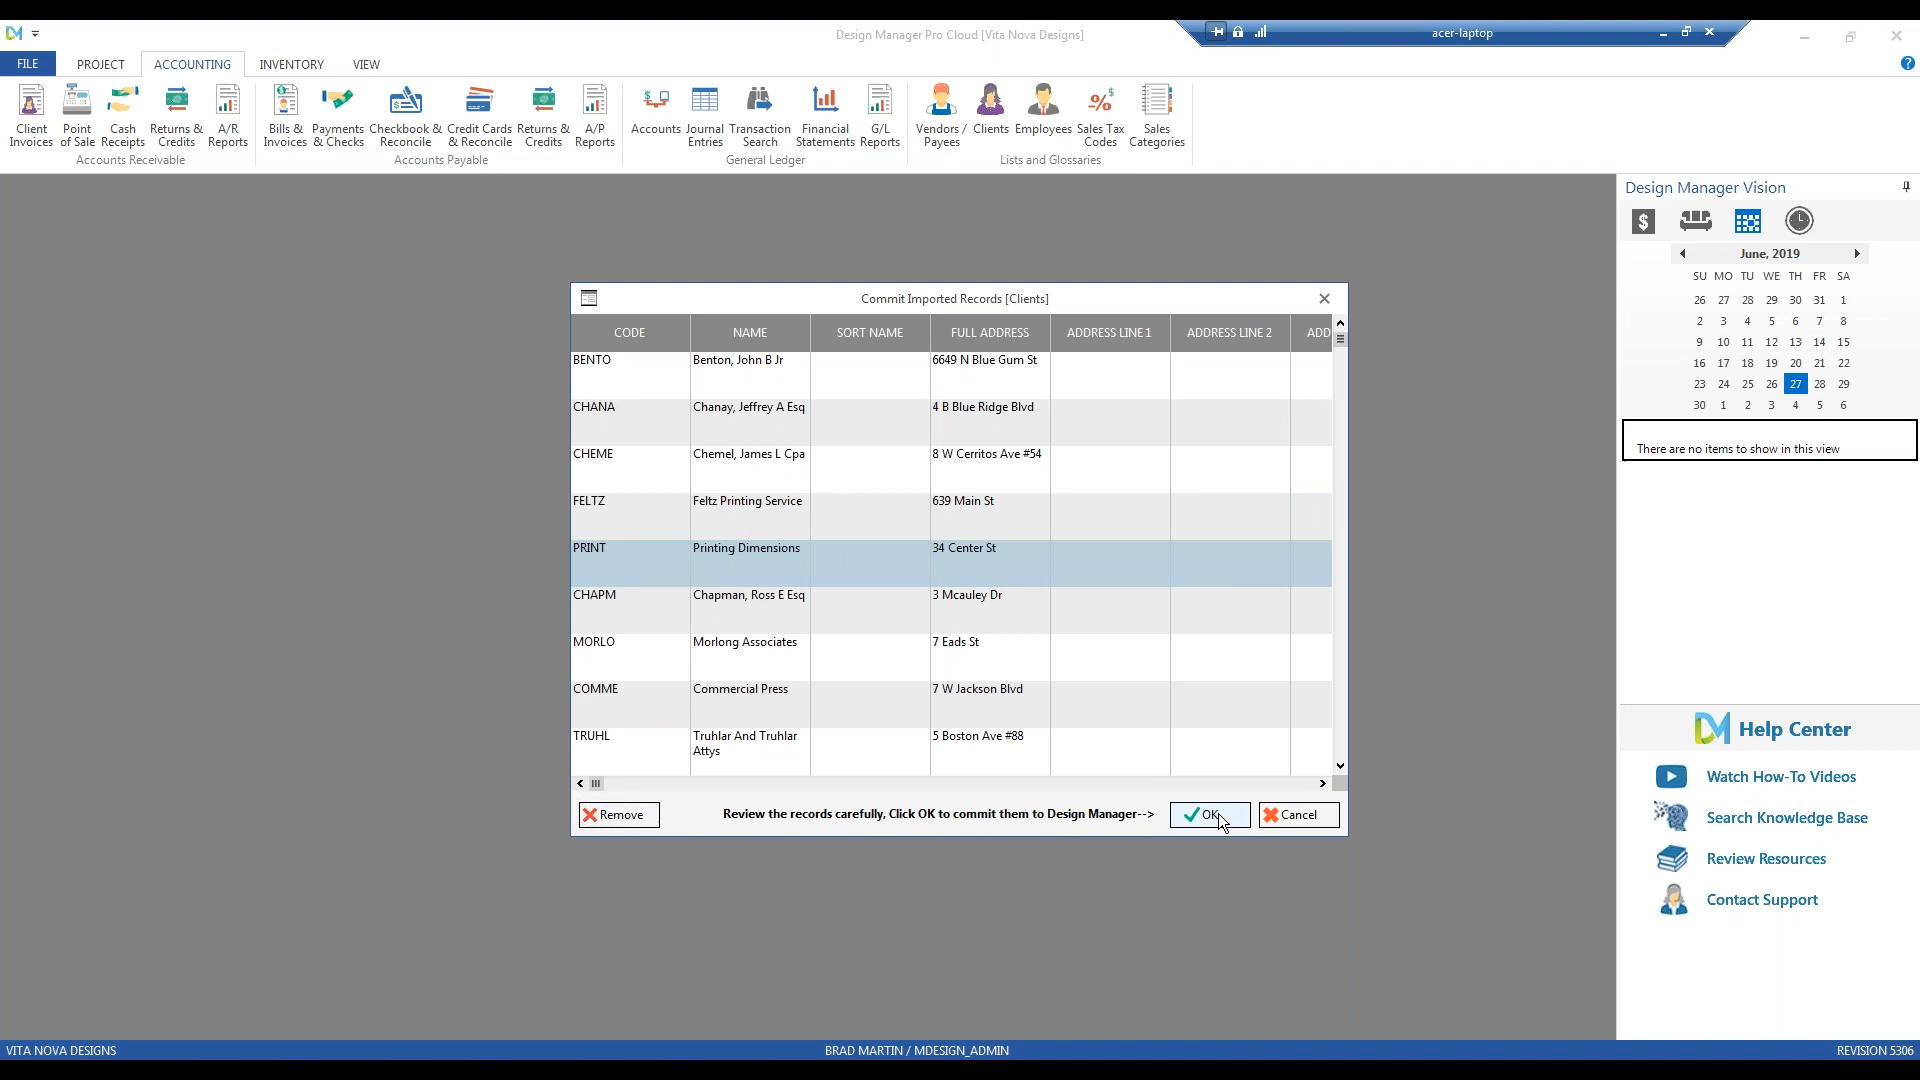 Design Manager Pro Cloud [Vita Nova Designs]
acer-laptop
FILE PROJECT ACCOUNTING INVENTORY VIEW
Client Invoices
Point of Sale
Cash Receipts
Returns & Credits
A/R Reports
Accounts Receivable
Bills & Invoices
Payments & Checks
Checkbook & Reconcile
Credit Cards & Reconcile
Returns & Credits
A/P Reports
Accounts Payable
Accounts
Journal Entries
Transaction Search
Financial Statements
G/L Reports
General Ledger
Vendors / Payees
Clients
Employees
Sales Tax Codes
Sales Categories
Lists and Glossaries
Commit Imported Records [Clients]
CODE NAME SORT NAME FULL ADDRESS ADDRESS LINE 1 ADDRESS LINE 2 ADD
BENTO Benton, John B Jr 6649 N Blue Gum St
CHANA Chanay, Jeffrey A Esq 4 B Blue Ridge Blvd
CHEME Chemel, James L Cpa 8 W Cerritos Ave #54
FELTZ Feltz Printing Service 639 Main St
PRINT Printing Dimensions 34 Center St
CHAPM Chapman, Ross E Esq 3 Mcauley Dr
MORLO Morlong Associates 7 Eads St
COMME Commercial Press 7 W Jackson Blvd
TRUHL Truhlar And Truhlar 5 Boston Ave #88
Attys
Remove Review the records carefully, Click OK to commit them to Design Manager--> OK Cancel
Design Manager Vision
June, 2019
SU MO TU WE TH FR SA
26 27 28 29 30 31 1
2 3 4 5 6 7 8
9 10 11 12 13 14 15
16 17 18 19 20 21 22
23 24 25 26 27 28 29
30 1 2 3 4 5 6
There are no items to show in this view
DM Help Center
Watch How-To Videos
Search Knowledge Base
Review Resources
Contact Support
VITA NOVA DESIGNS BRAD MARTIN / MDESIGN_ADMIN REVISION 5306